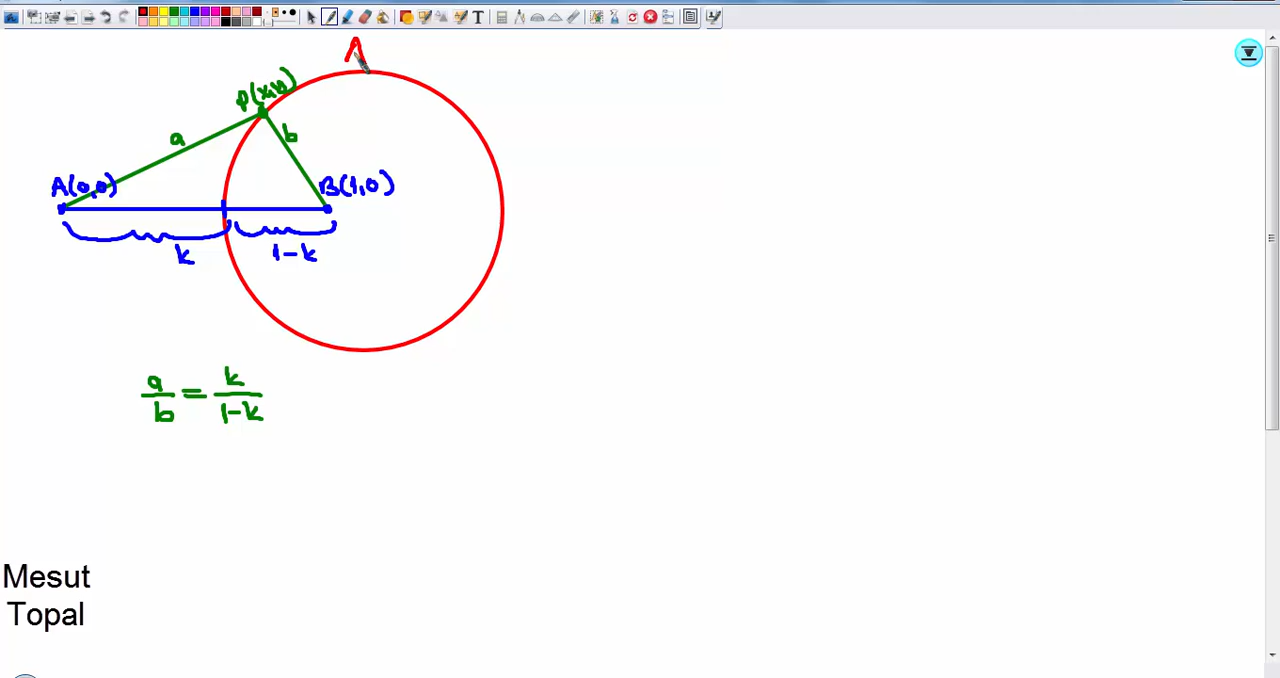 P(x,y)
a
b
A(0,0)
B(1,0)
k
1-k
a/b = k/1-k
Mesut
Topal